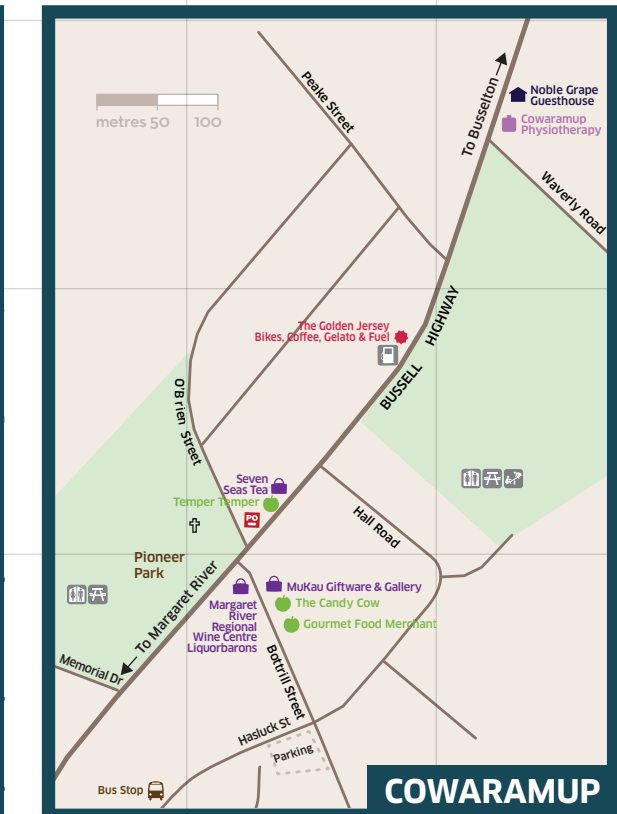 Peake Street
metres 50 100
To Busselton
Noble Grape
Guesthouse
Cowaramup
Physiotherapy
Waverly Road
The Golden Jersey
Bikes, Coffee, Gelato & Fuel
BUSSELL HIGHWAY
O'Brien Street
Seven
Seas Tea
Temper Temper
PO
Hall Road
Pioneer
Park
To Margaret River
MuKau Giftware & Gallery
The Candy Cow
Gourmet Food Merchant
Margaret
River
Regional
Wine Centre
Liquorbarons
Memorial Dr
Bottrill Street
Hasluck St
Parking
Bus Stop
COWARAMUP